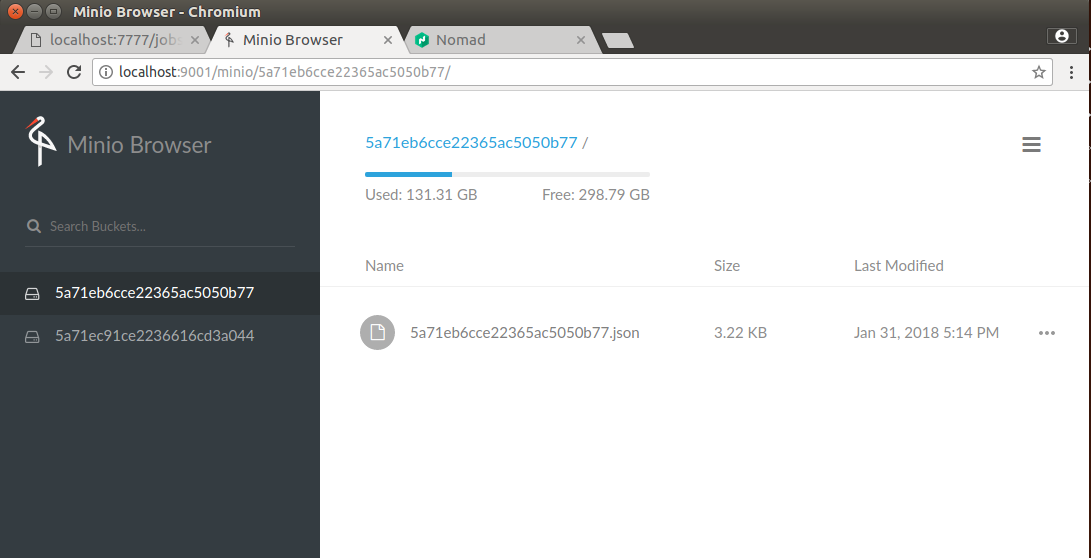 Minio Browser - Chromium
localhost:7777/job
Minio Browser
Nomad
localhost:9001/minio/5a71eb6cce22365ac5050b77/
Minio Browser
Search Buckets...
5a71eb6cce22365ac5050b77
5a71ec91ce2236616cd3a044
5a71eb6cce22365ac5050b77 /
Used: 131.31 GB Free: 298.79 GB
Name Size Last Modified
5a71eb6cce22365ac5050b77.json 3.22 KB Jan 31, 2018 5:14 PM